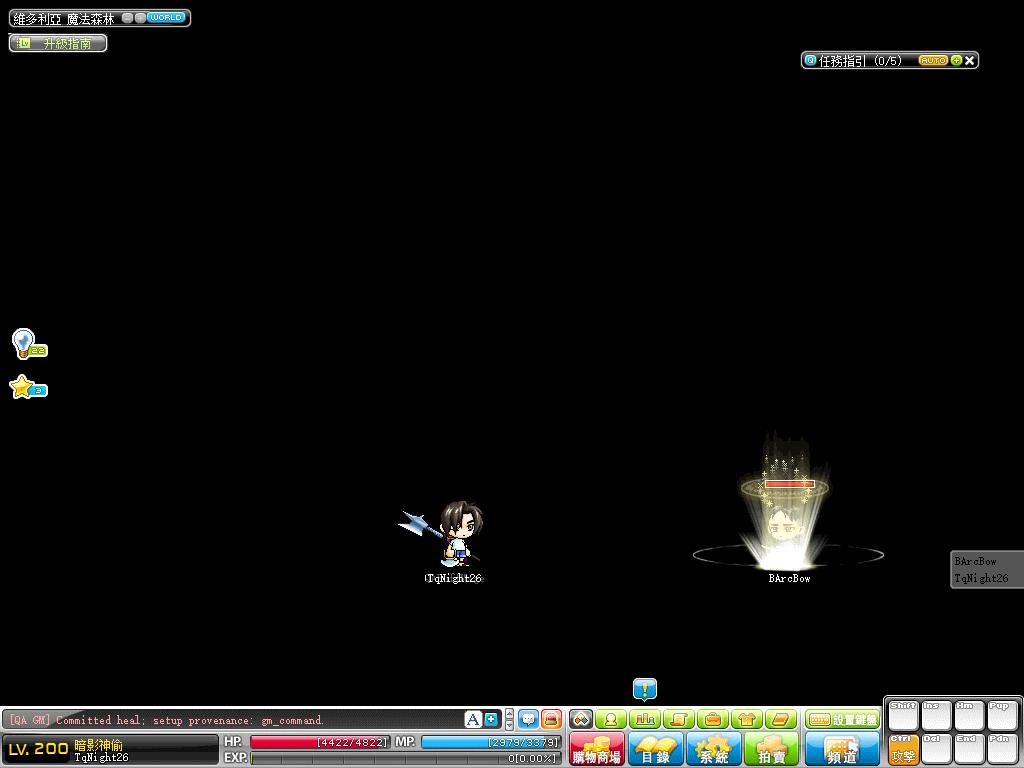 維多利亞 魔法森林 WORLD
Lv 升級指南
Q 任務指引 (0/5) AUTO
22
3
TqNight26
BArcBow
BArcBow
TqNight26
[QA GM] Committed heal; setup provenance: gm_command.
A
設置鍵盤
LV. 200 暗影神偷
TqNight26
HP. [4422/4822] MP. [2979/3379]
EXP. 0[0.00%]
購物商場 目錄 系統 拍賣 頻道
Shift Ins Hm Pup
Ctrl Del End Pdn
攻擊